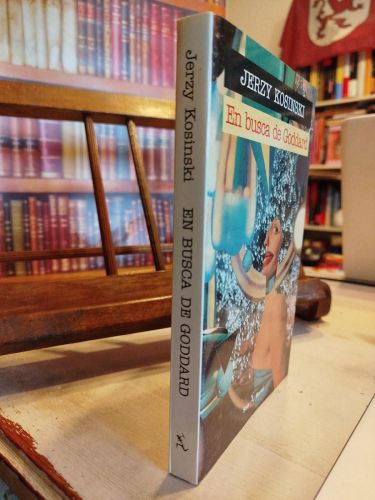 Jerzy Kosinski EN BUSCA DE GODDARD
JERZY KOSINSKI
En busca de Goddard